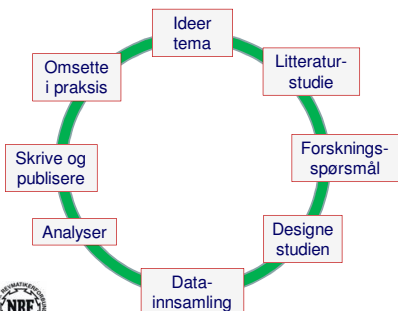 Ideer
tema
Litteratur-
studie
Forsknings-
spørsmål
Designe
studien
Data-
innsamling
Analyser
Skrive og
publisere
Omsette
i praksis
NRF